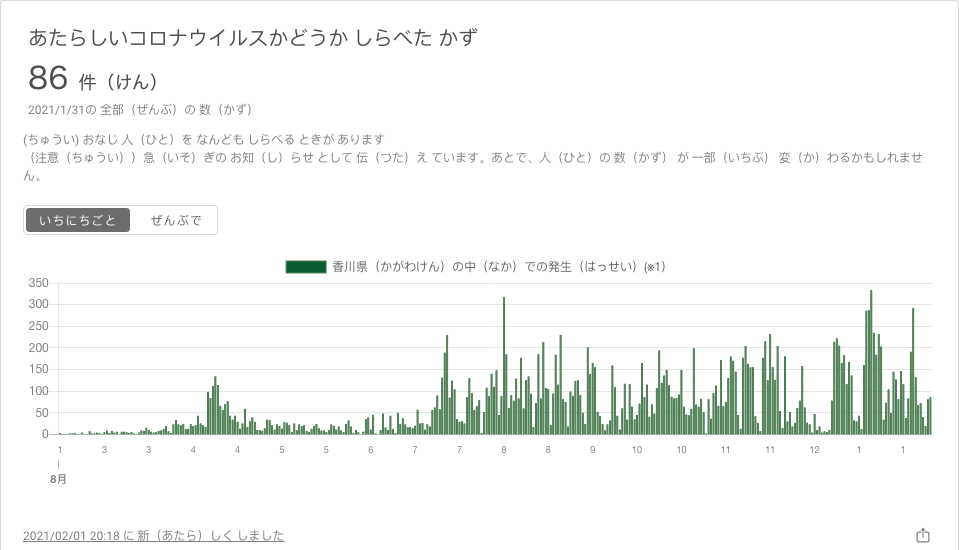 あたらしいコロナウイルスかどうか しらべた かず
86 件（けん）
2021/1/31の 全部（ぜんぶ）の 数（かず）
(ちゅうい) おなじ 人（ひと）を なんども しらべる ときが あります
（注意（ちゅうい））急（いそ）ぎの お知（し）らせ として 伝（つた）え ています。あとで、人（ひと）の 数（かず） が 一部（いちぶ） 変（か）わるかもしれませ
ん。
いちにちごと ぜんぶで
香川県（かがわけん）の中（なか）での発生（はっせい）(※1)
350
300
250
200
150
100
50
0
1 3 3 4 4 5 5 6 7 7 8 8 9 10 10 11 11 12 1 1
8月
2021/02/01 20:18 に 新（あたら）しく しました